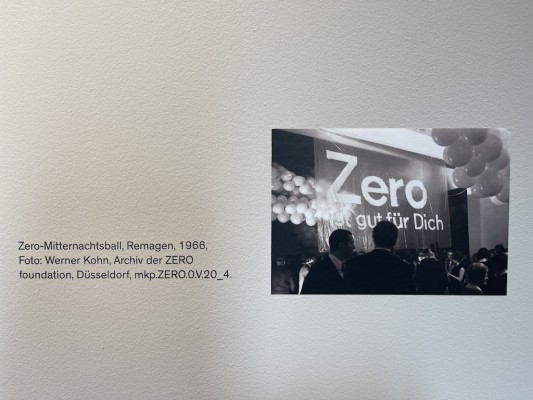 Zero-Mitternachtsball, Remagen, 1966,
Foto: Werner Kohn, Archiv der ZERO
foundation, Düsseldorf, mkp.ZERO.0.V.20_4.
Zero
ist gut für Dich